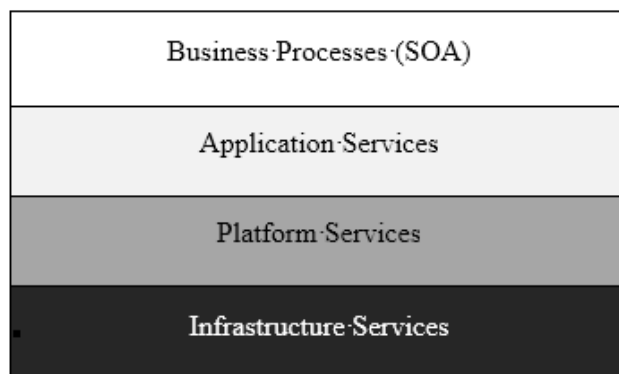 Business·Processes·(SOA)
Application·Services
Platform·Services
Infrastructure·Services